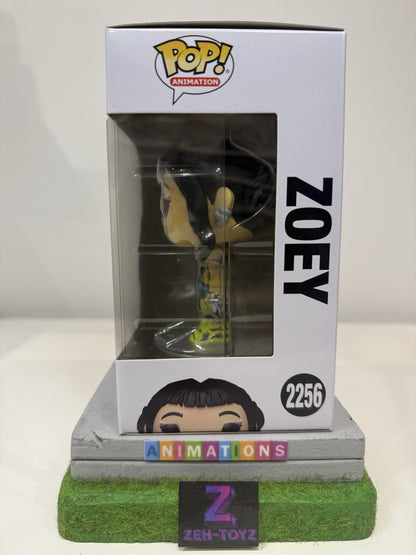 POP!
ANIMATION
ZOEY
2256
ANIMATIONS
Z
ZEH-TOYZ